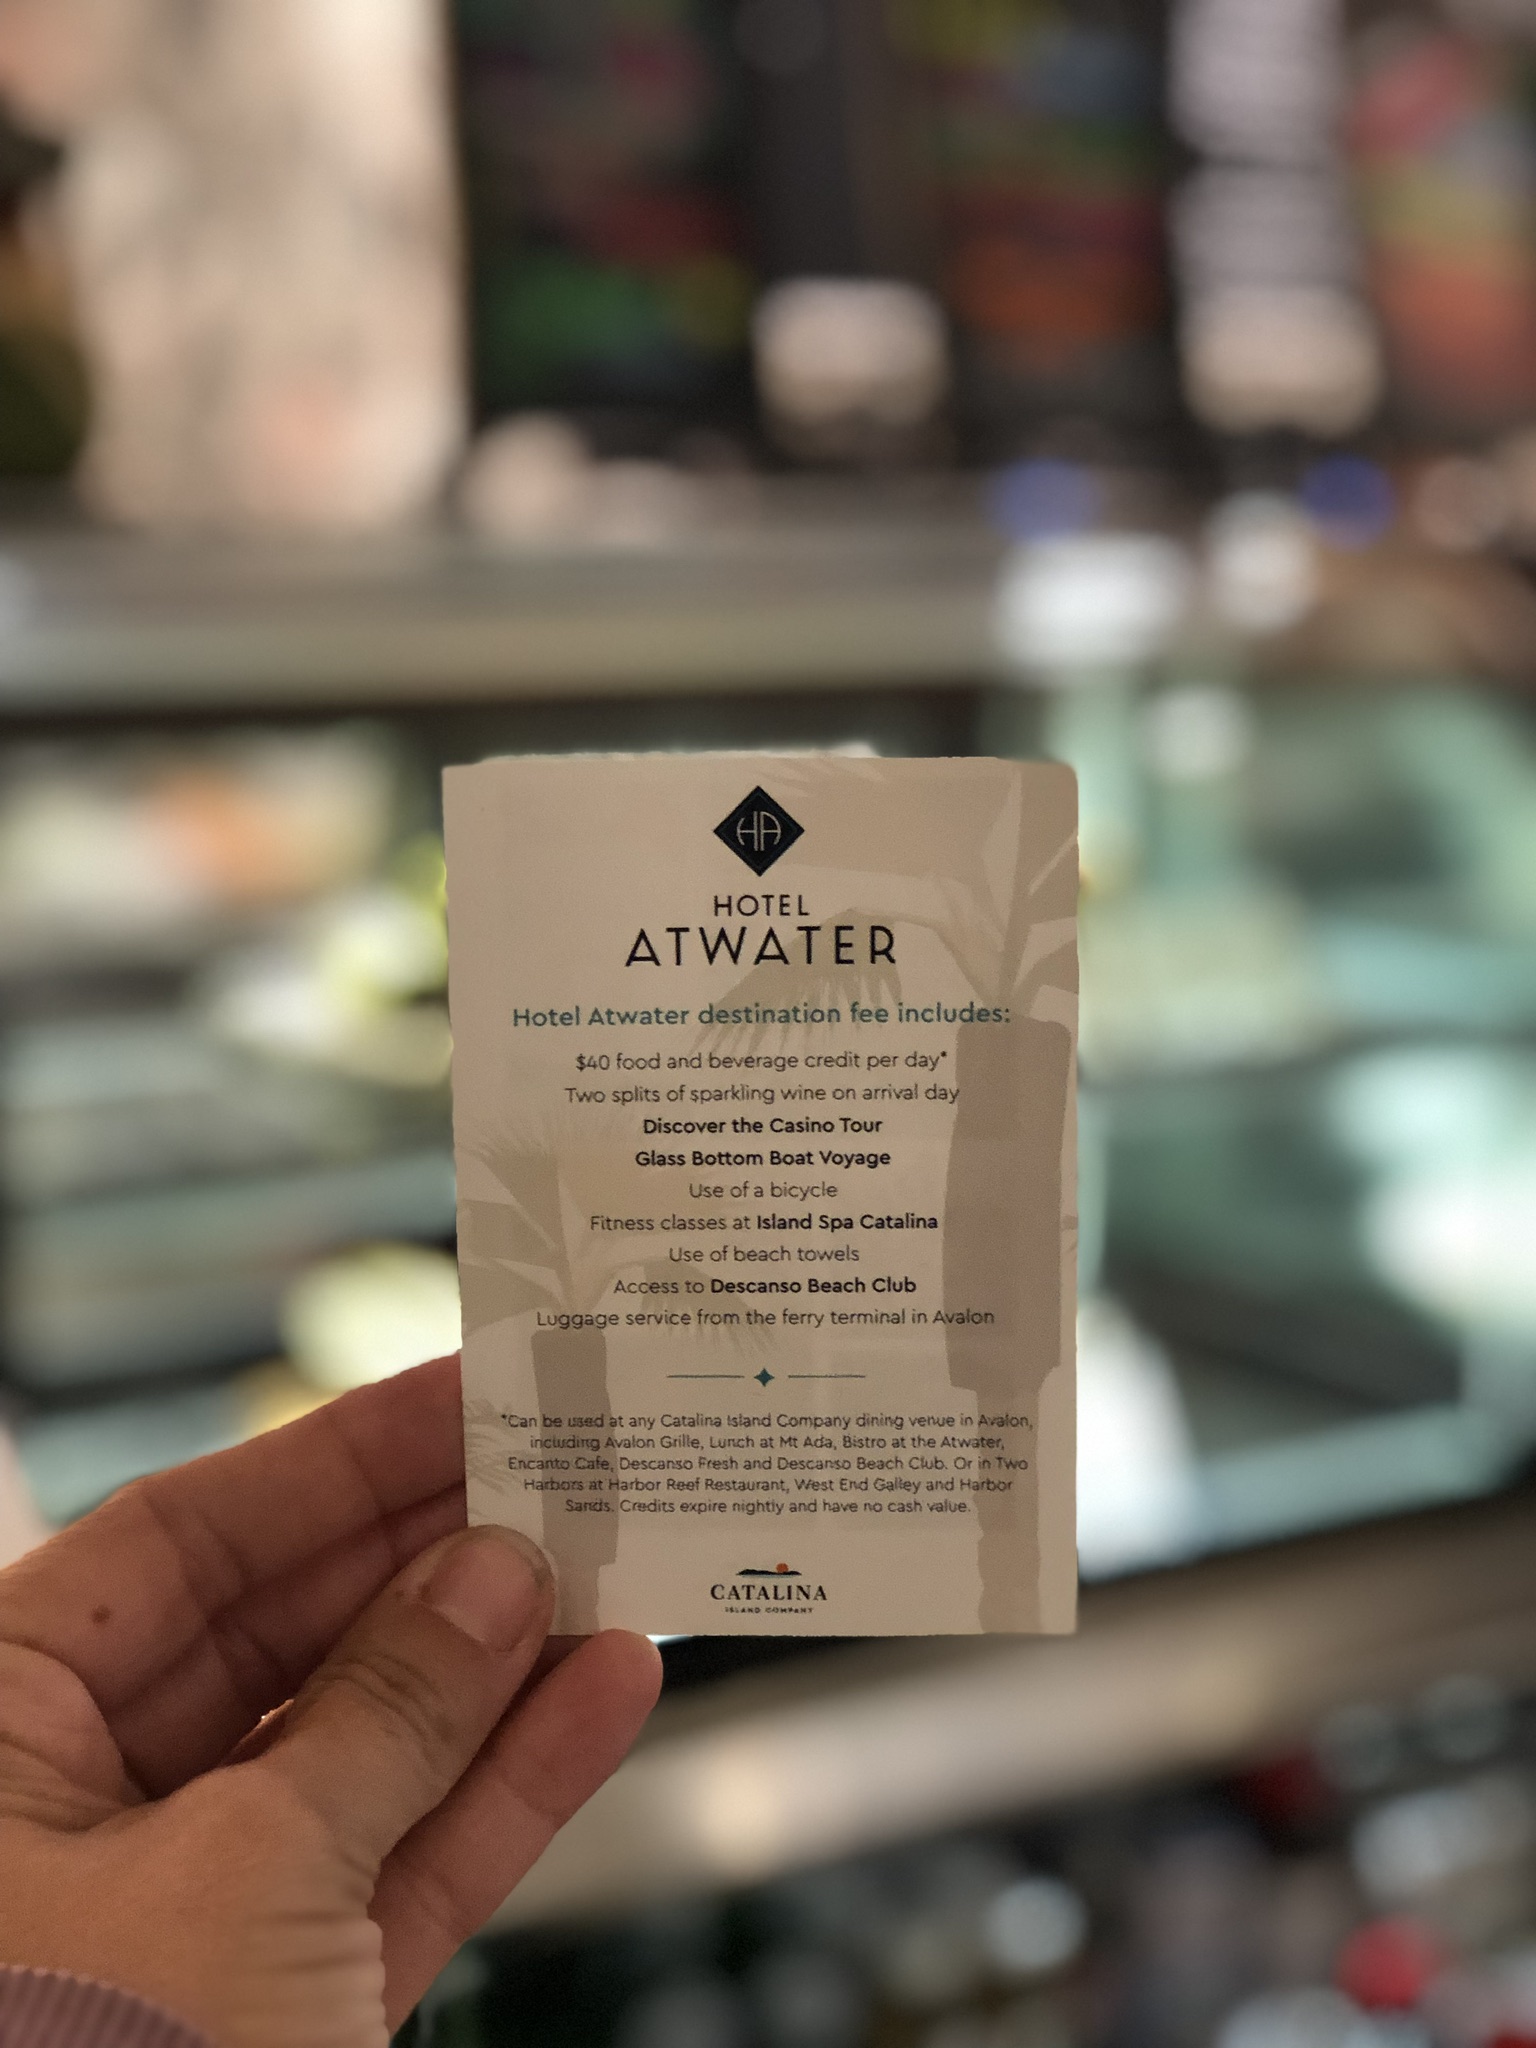 HA
HOTEL
ATWATER
Hotel Atwater destination fee includes:
$40 food and beverage credit per day*
Two splits of sparkling wine on arrival day
Discover the Casino Tour
Glass Bottom Boat Voyage
Use of a bicycle
Fitness classes at Island Spa Catalina
Use of beach towels
Access to Descanso Beach Club
Luggage service from the ferry terminal in Avalon
*Can be used at any Catalina Island Company dining venue in Avalon,
including Avalon Grille, Lunch at Mt Ada, Bistro at the Atwater,
Encanto Cafe, Descanso Fresh and Descanso Beach Club. Or in Two
Harbors at Harbor Reef Restaurant, West End Galley and Harbor
Sands. Credits expire nightly and have no cash value.
CATALINA
ISLAND COMPANY